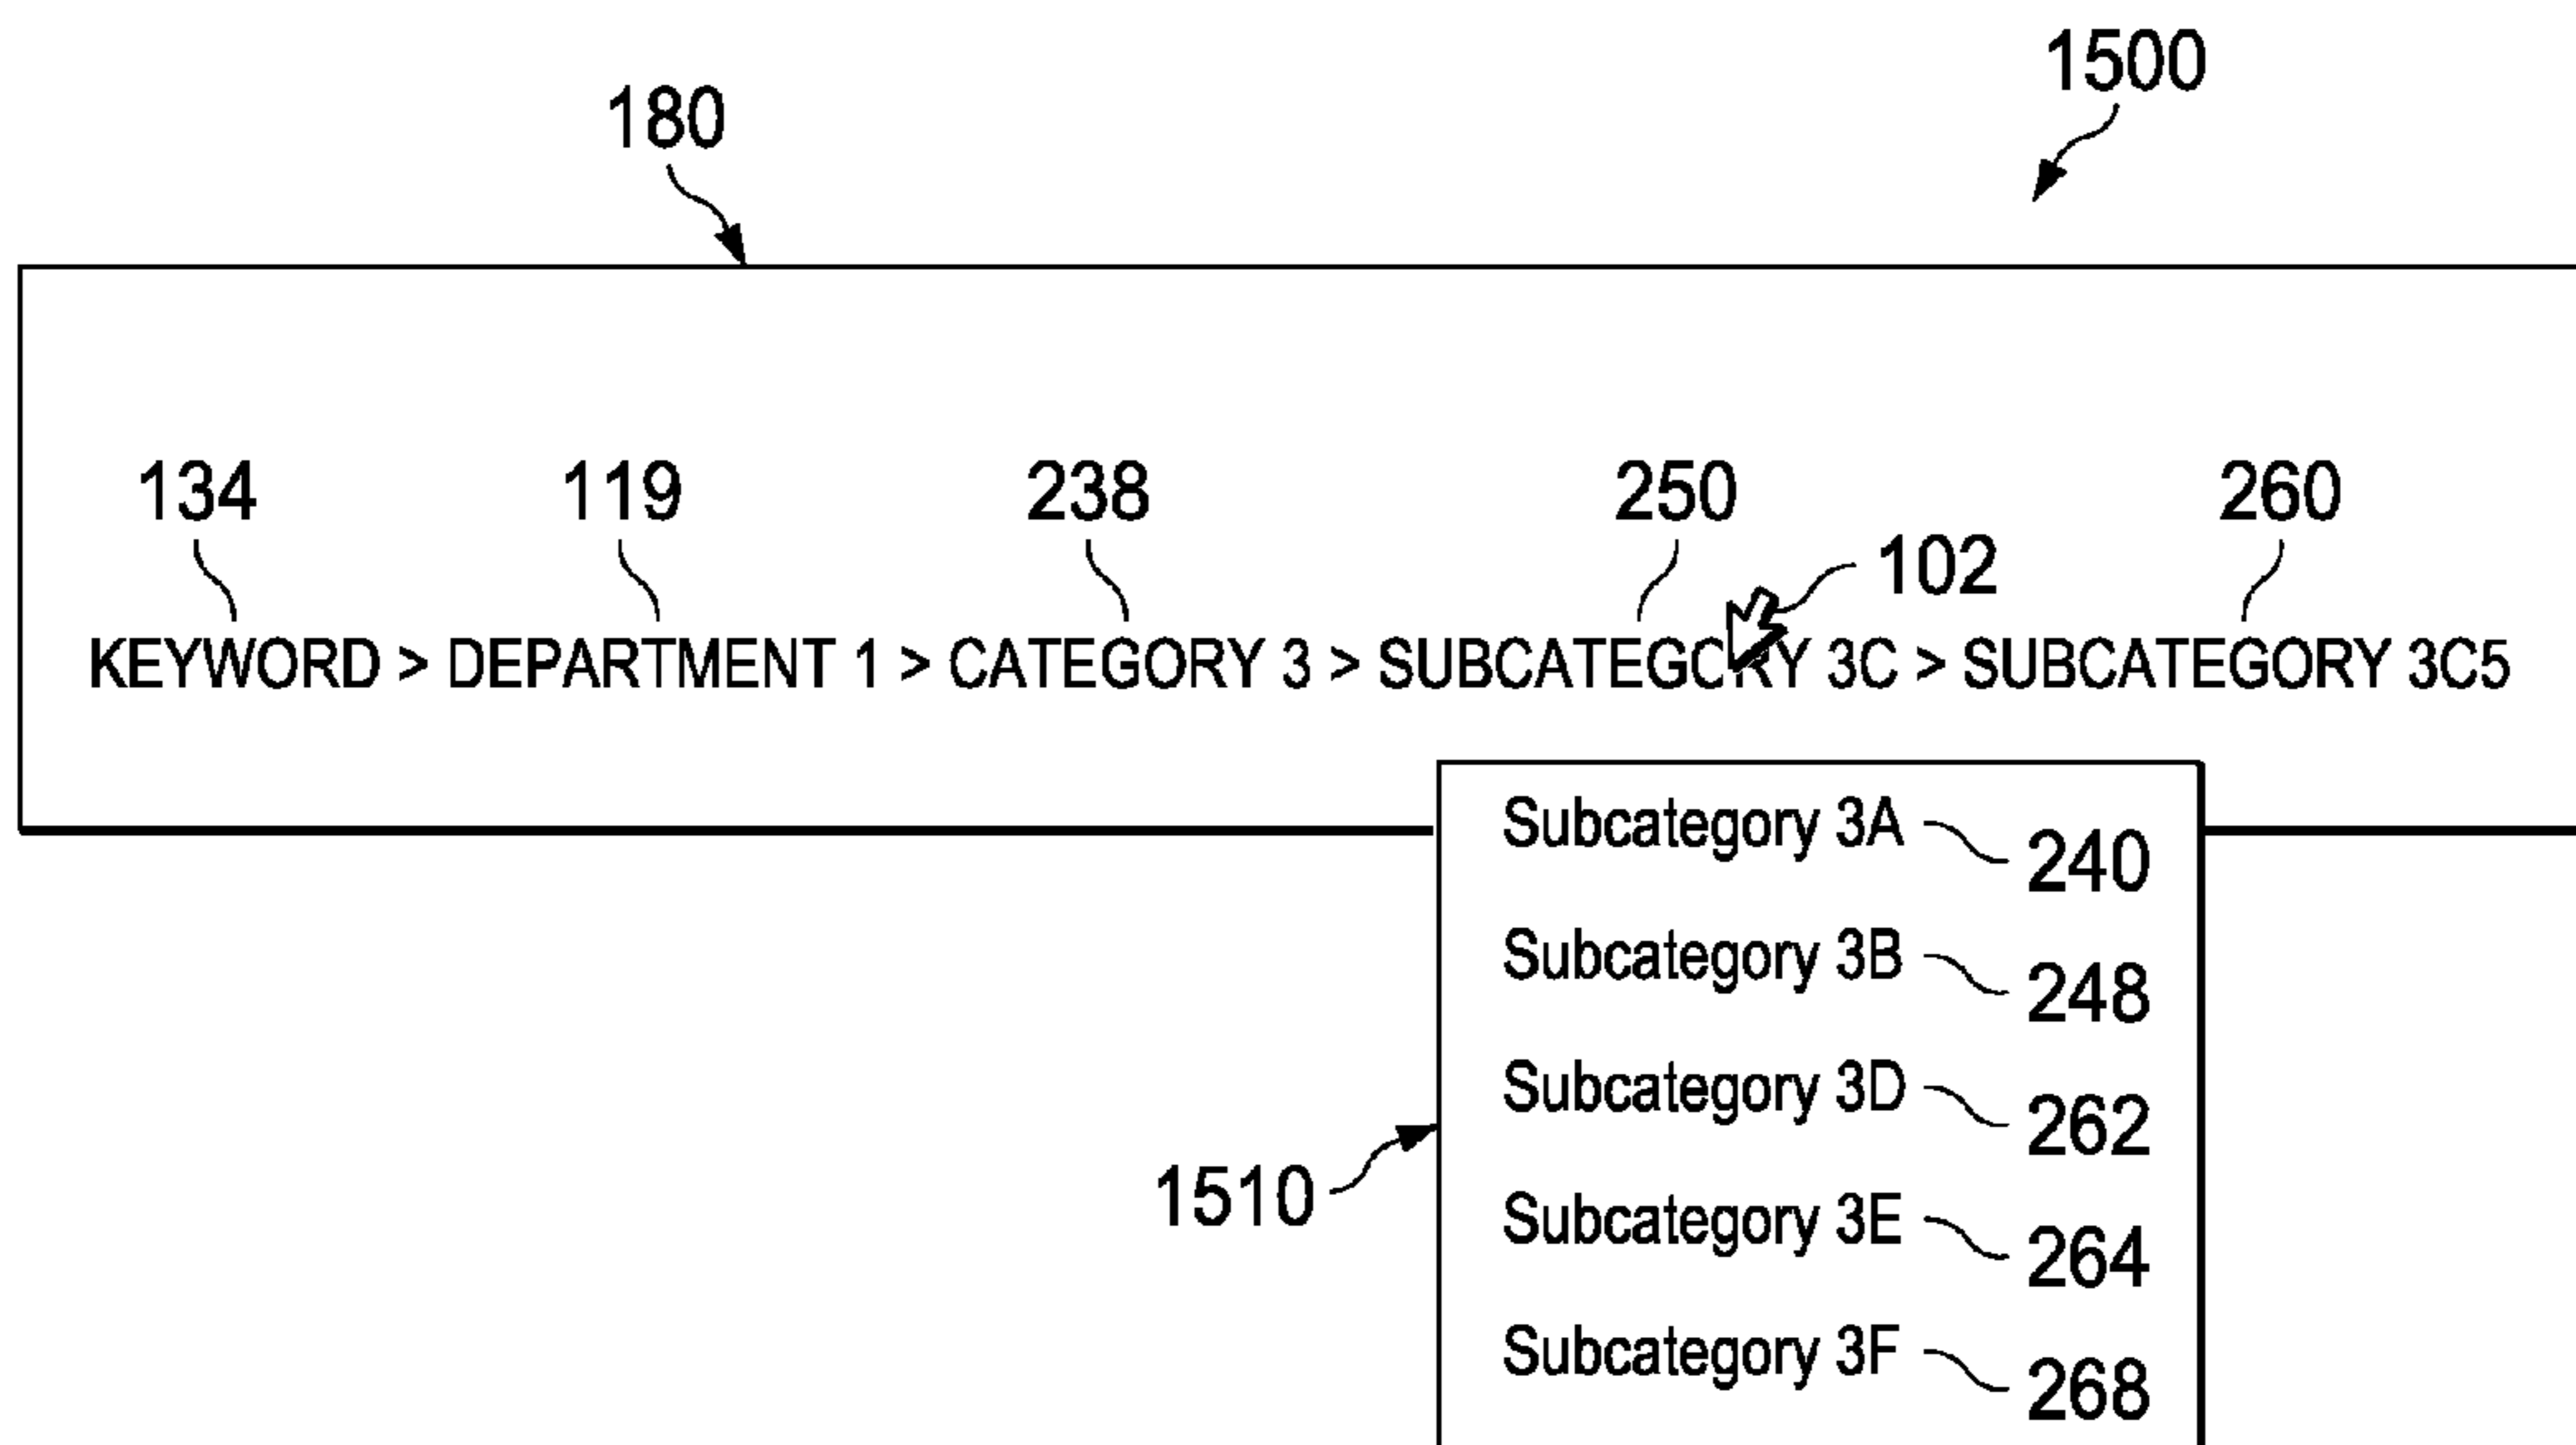 1500
180
134 119 238 250 260
102
KEYWORD > DEPARTMENT 1 > CATEGORY 3 > SUBCATEGORY 3C > SUBCATEGORY 3C5
Subcategory 3A 240
Subcategory 3B 248
Subcategory 3D 262
1510
Subcategory 3E 264
Subcategory 3F 268